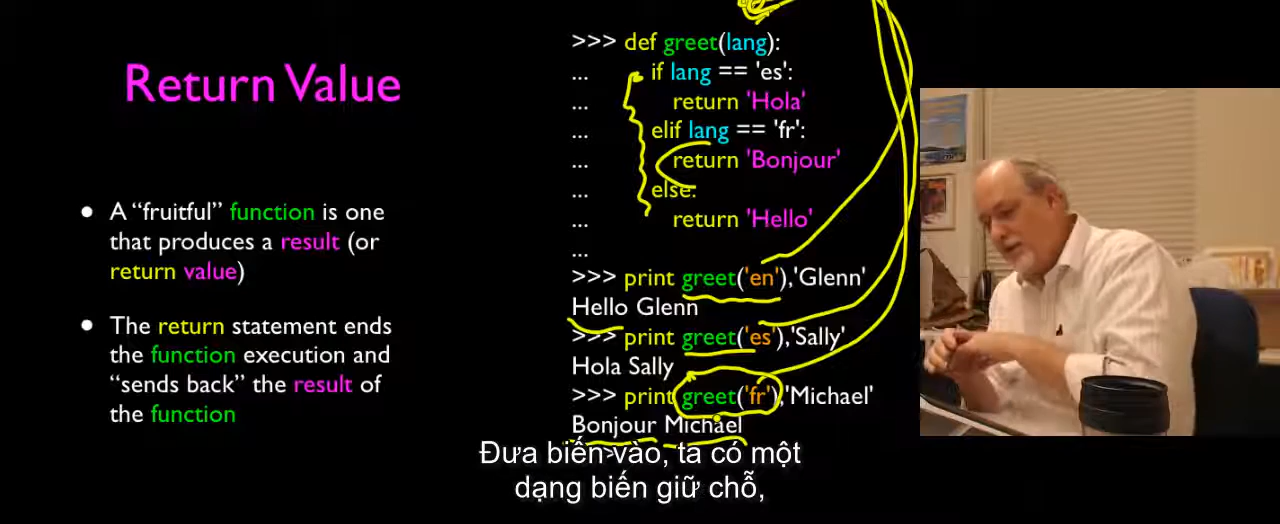 Return Value
A “fruitful” function is one
that produces a result (or
return value)
The return statement ends
the function execution and
“sends back” the result of
the function
>>> def greet(lang):
... if lang == 'es':
... return 'Hola'
... elif lang == 'fr':
... return 'Bonjour'
... else:
... return 'Hello'
...
>>> print greet('en'),'Glenn'
Hello Glenn
>>> print greet('es'),'Sally'
Hola Sally
>>> print greet('fr'),'Michael'
Bonjour Michael
Đưa biến vào, ta có một
dạng biến giữ chỗ,